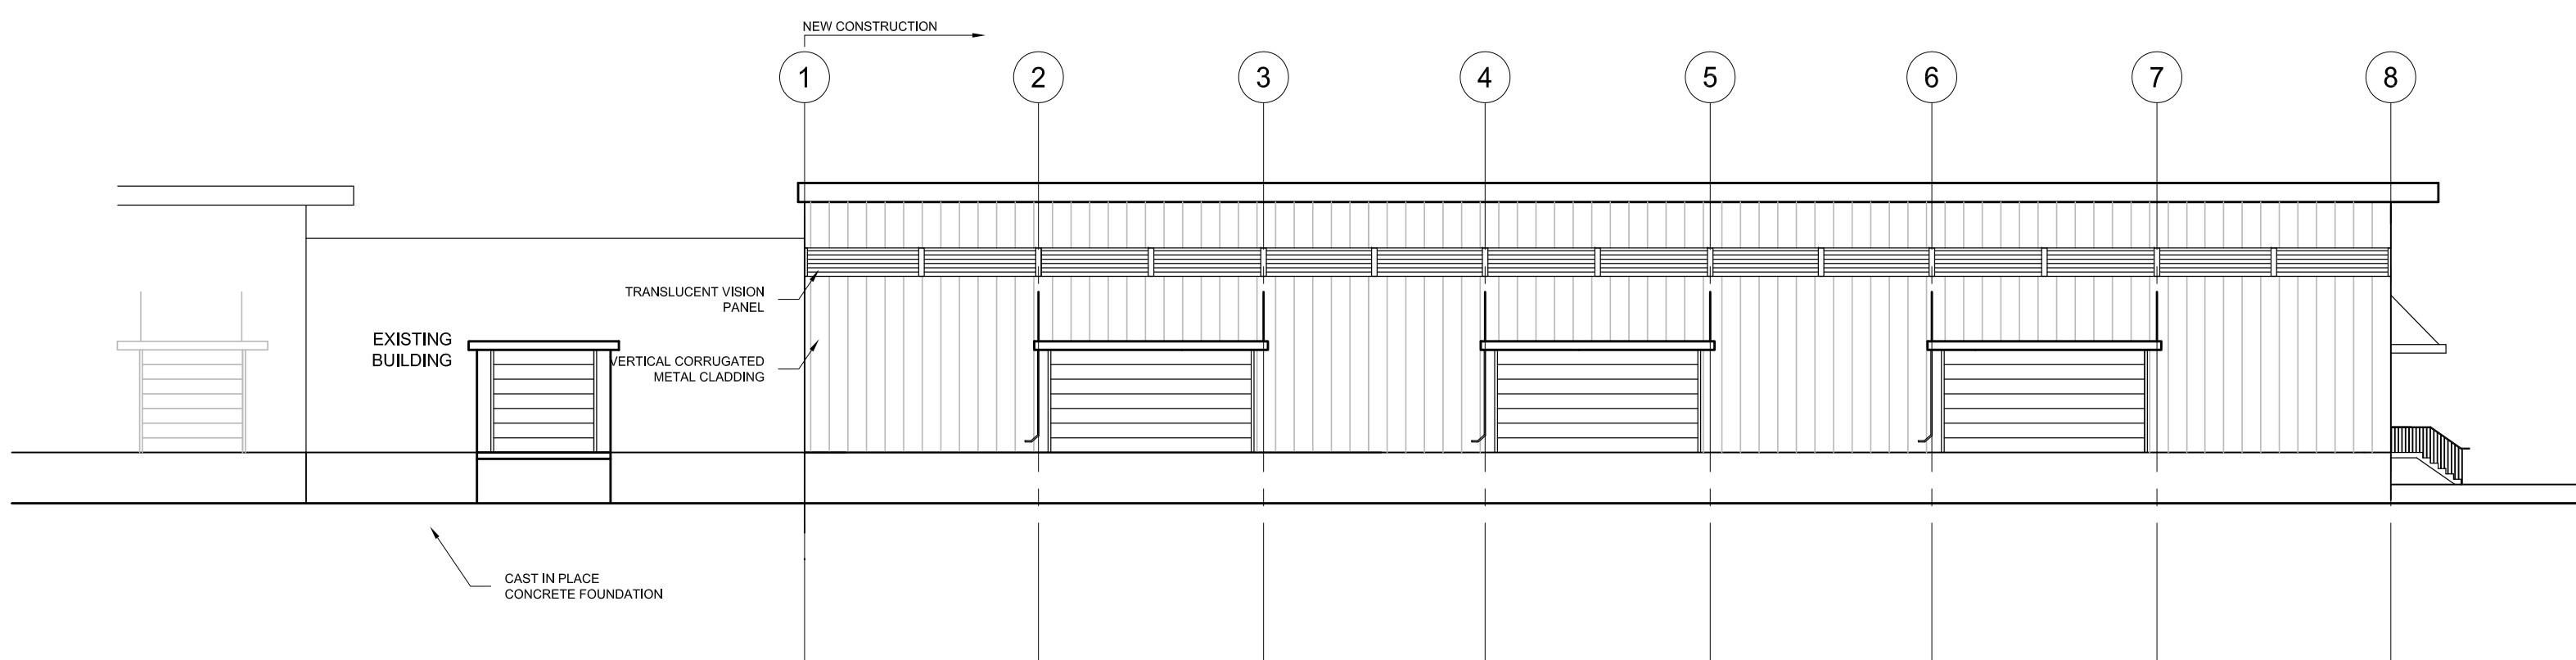 NEW CONSTRUCTION
1 2 3 4 5 6 7 8
TRANSLUCENT VISION
PANEL
EXISTING
BUILDING
VERTICAL CORRUGATED
METAL CLADDING
CAST IN PLACE
CONCRETE FOUNDATION